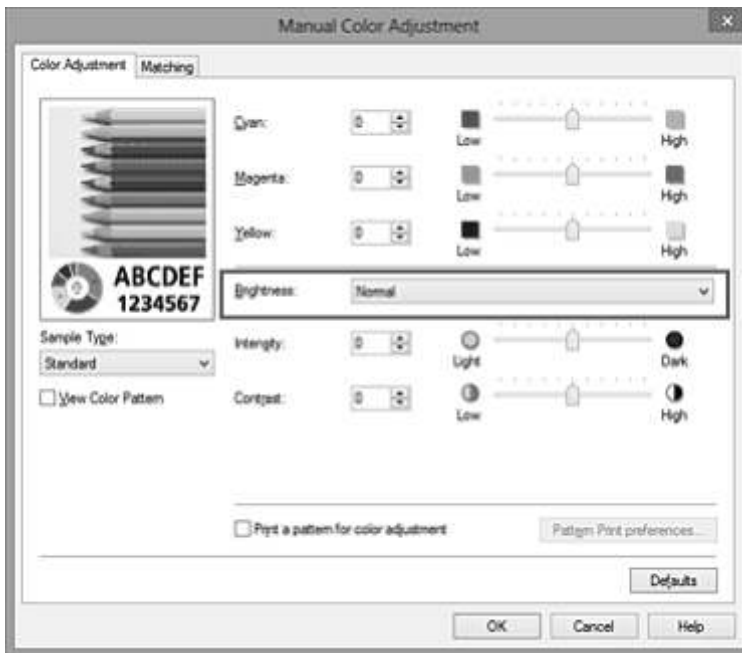 Manual Color Adjustment
Color Adjustment Matching
Cyan: 0 Low High
Magenta: 0 Low High
Yellow: 0 Low High
ABCDEF
1234567
Brightness: Normal
Sample Type:
Standard
View Color Pattern
Intensity: 0 Light Dark
Contrast: 0 Low High
Print a pattern for color adjustment Pattern Print preferences...
Defaults
OK Cancel Help